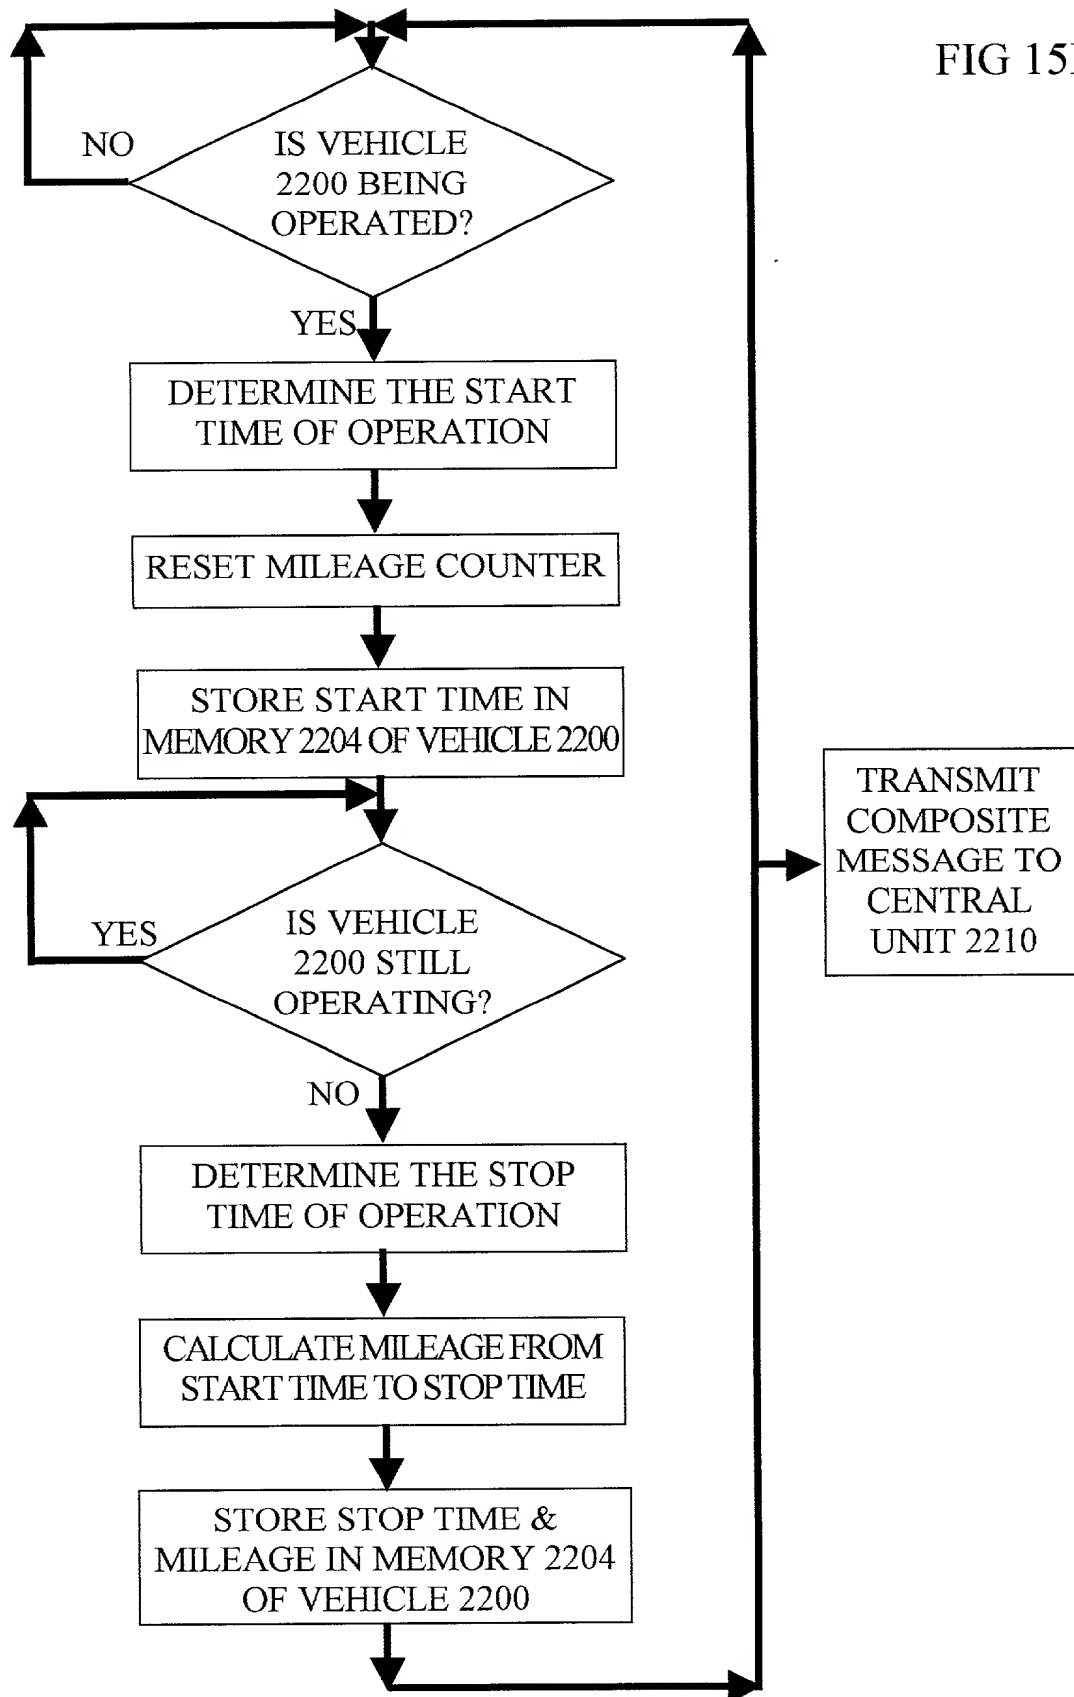 FIG 15
NO
IS VEHICLE
2200 BEING
OPERATED?
YES
DETERMINE THE START
TIME OF OPERATION
RESET MILEAGE COUNTER
STORE START TIME IN
MEMORY 2204 OF VEHICLE 2200
YES
IS VEHICLE
2200 STILL
OPERATING?
NO
DETERMINE THE STOP
TIME OF OPERATION
CALCULATE MILEAGE FROM
START TIME TO STOP TIME
STORE STOP TIME &
MILEAGE IN MEMORY 2204
OF VEHICLE 2200
TRANSMIT
COMPOSITE
MESSAGE TO
CENTRAL
UNIT 2210